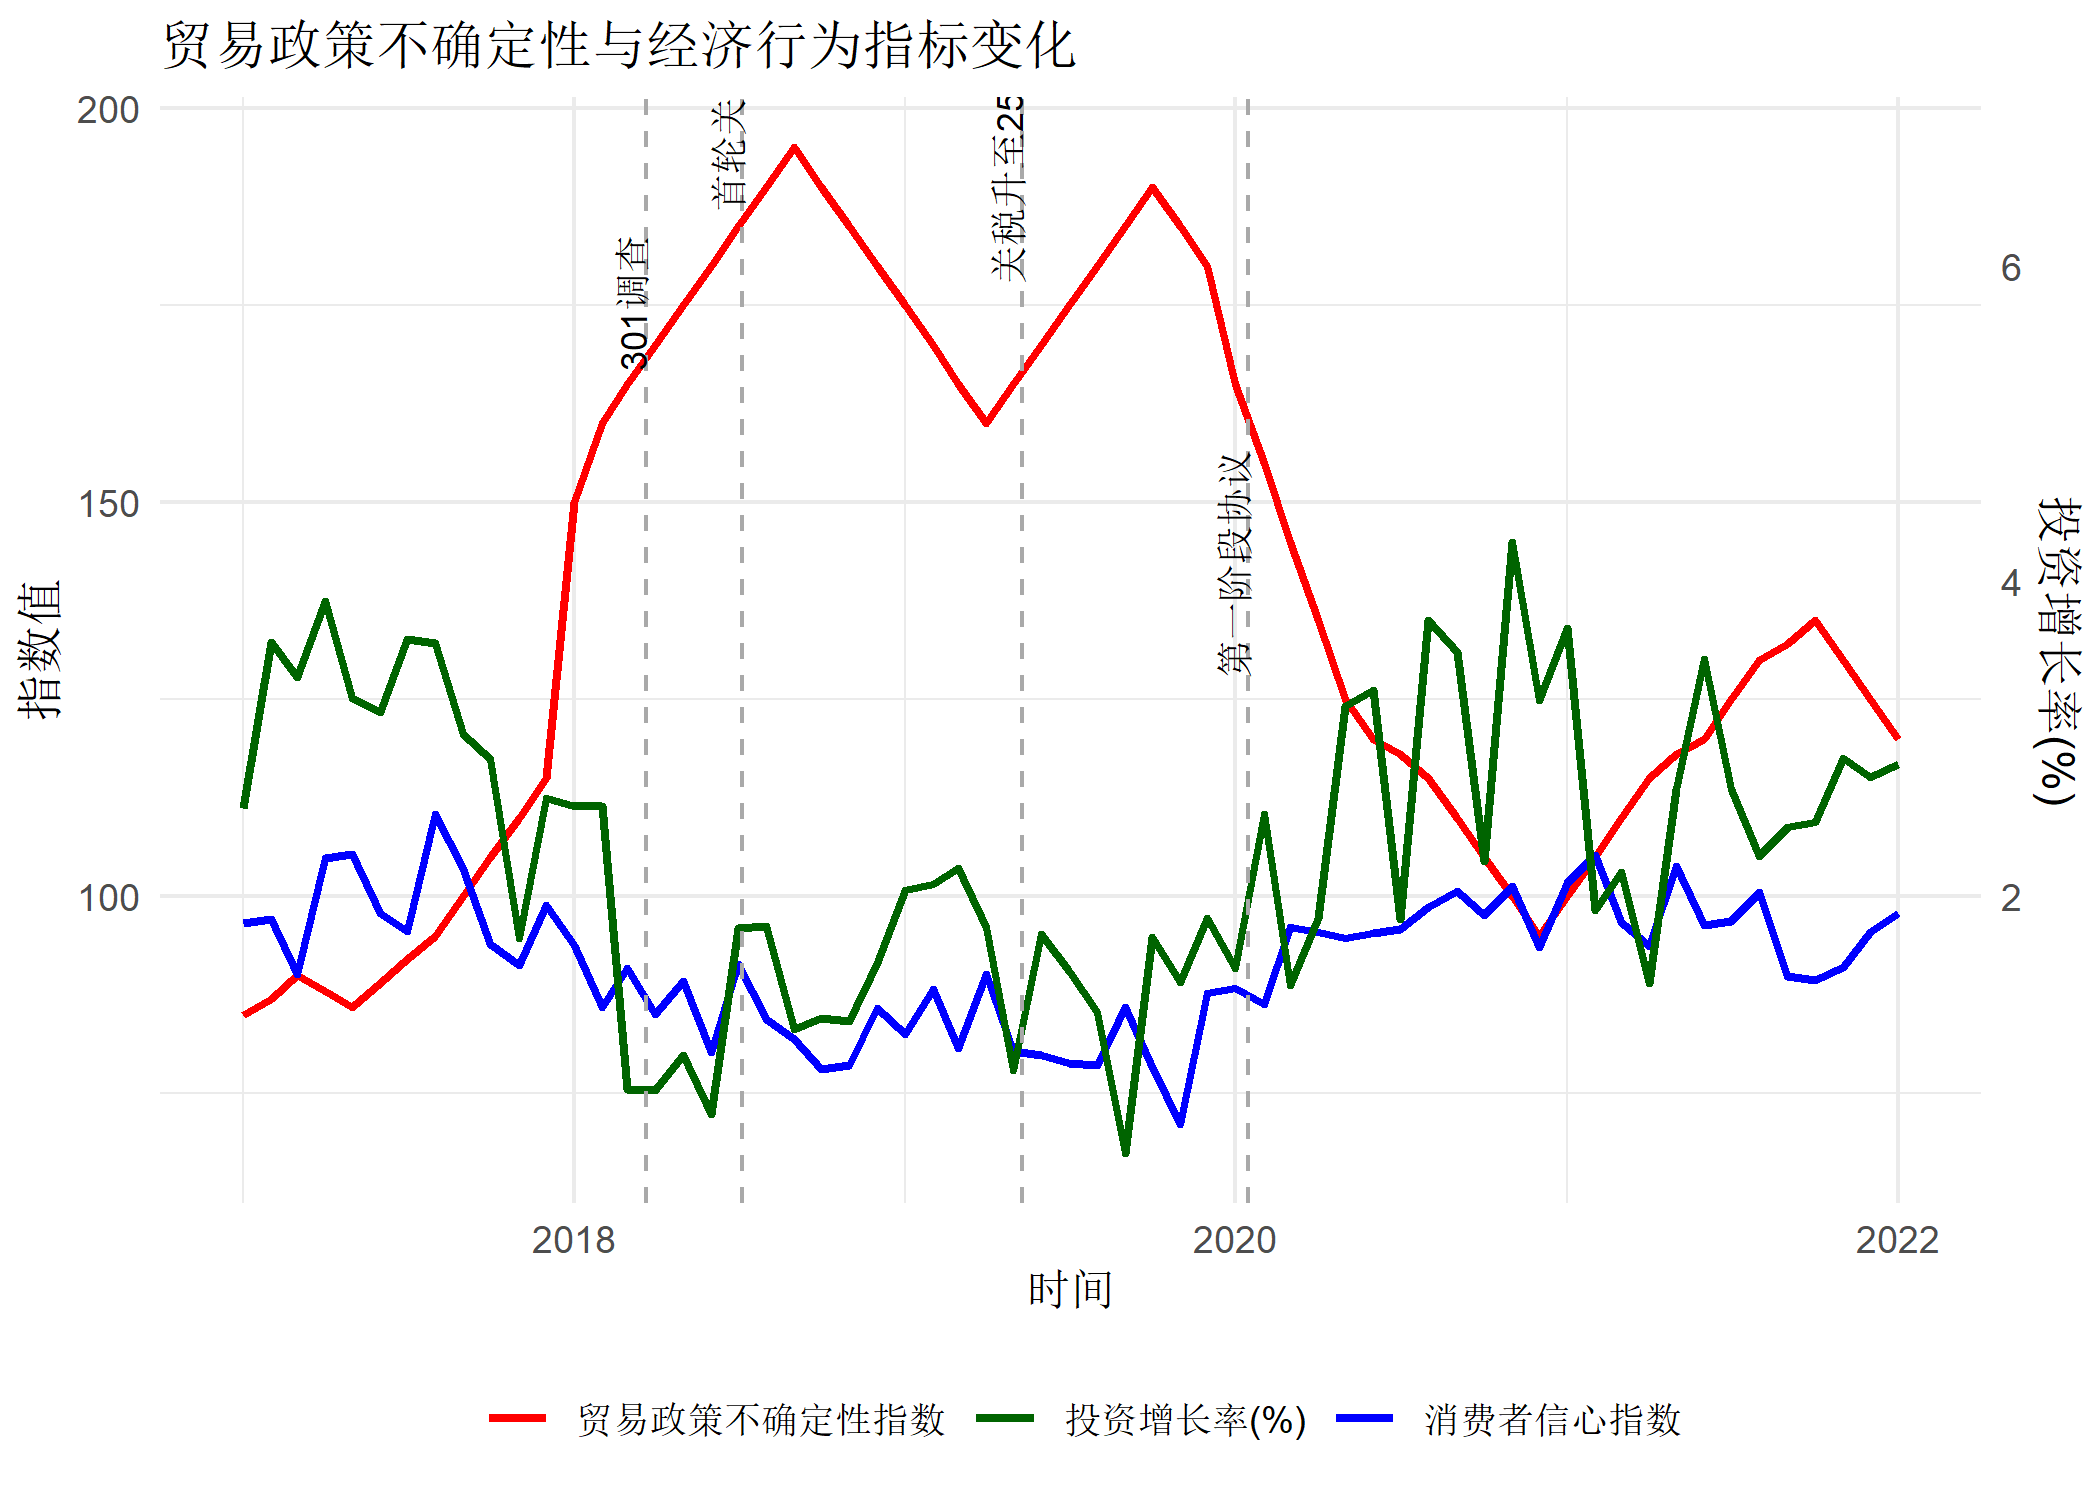 贸易政策不确定性与经济行为指标变化
200
150
100
指数值
301调查
首轮关
关税升至25
第一阶段协议
6
4
2
投资增长率(%)
2018
2020
2022
时间
贸易政策不确定性指数
投资增长率(%)
消费者信心指数